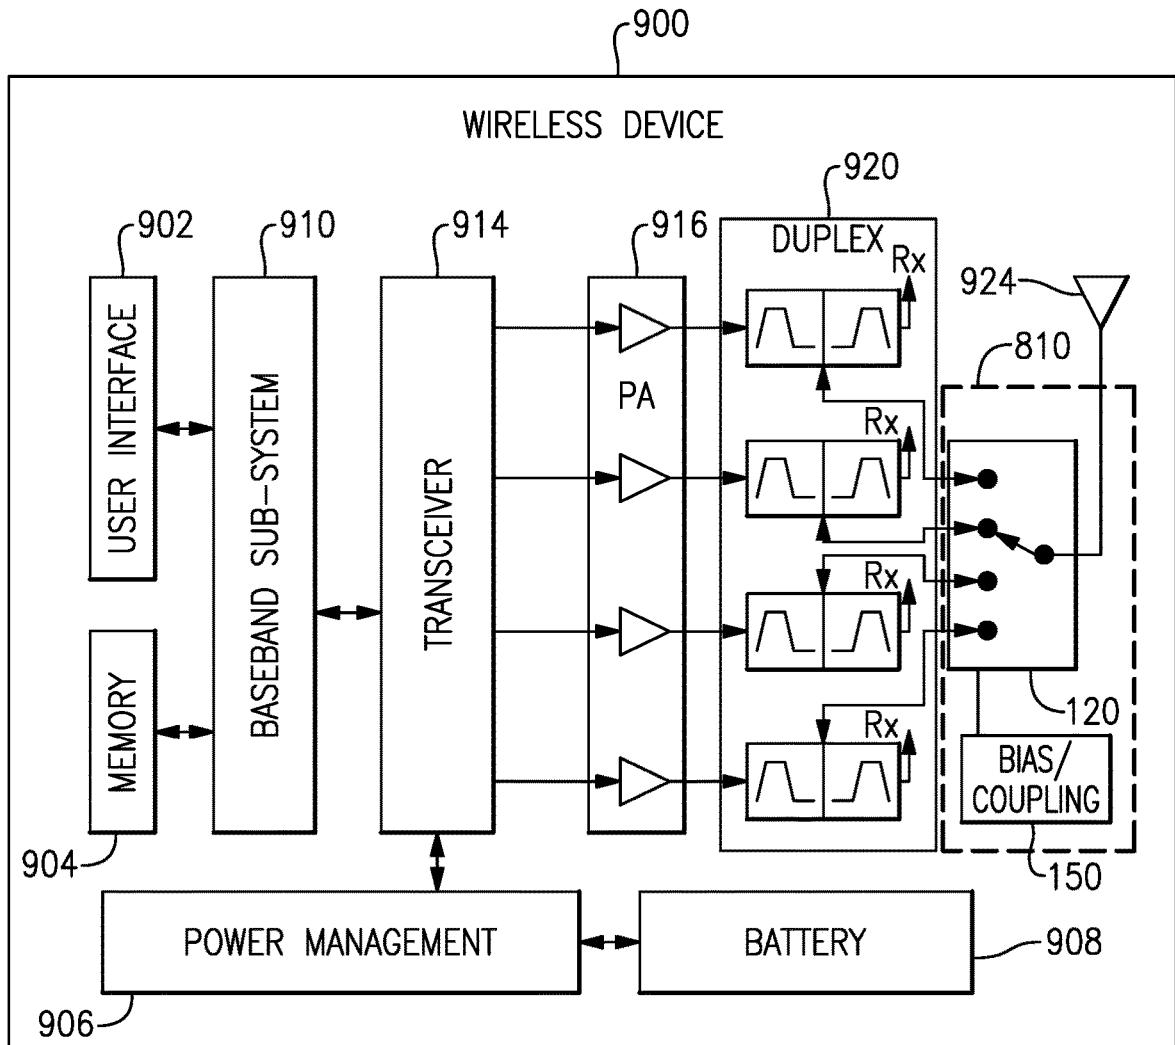 900
WIRELESS DEVICE
920
902
910
914
916
DUPLEX
Rx
924
810
USER INTERFACE
BASEBAND SUB-SYSTEM
TRANSCEIVER
PA
Rx
Rx
MEMORY
120
Rx
BIAS/
COUPLING
904
150
POWER MANAGEMENT
BATTERY
908
906